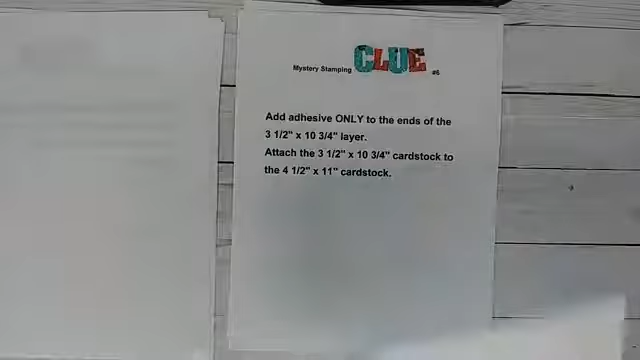 Mystery Stamping CLUE #6
Add adhesive ONLY to the ends of the
3 1/2" x 10 3/4" layer.
Attach the 3 1/2" x 10 3/4" cardstock to
the 4 1/2" x 11" cardstock.